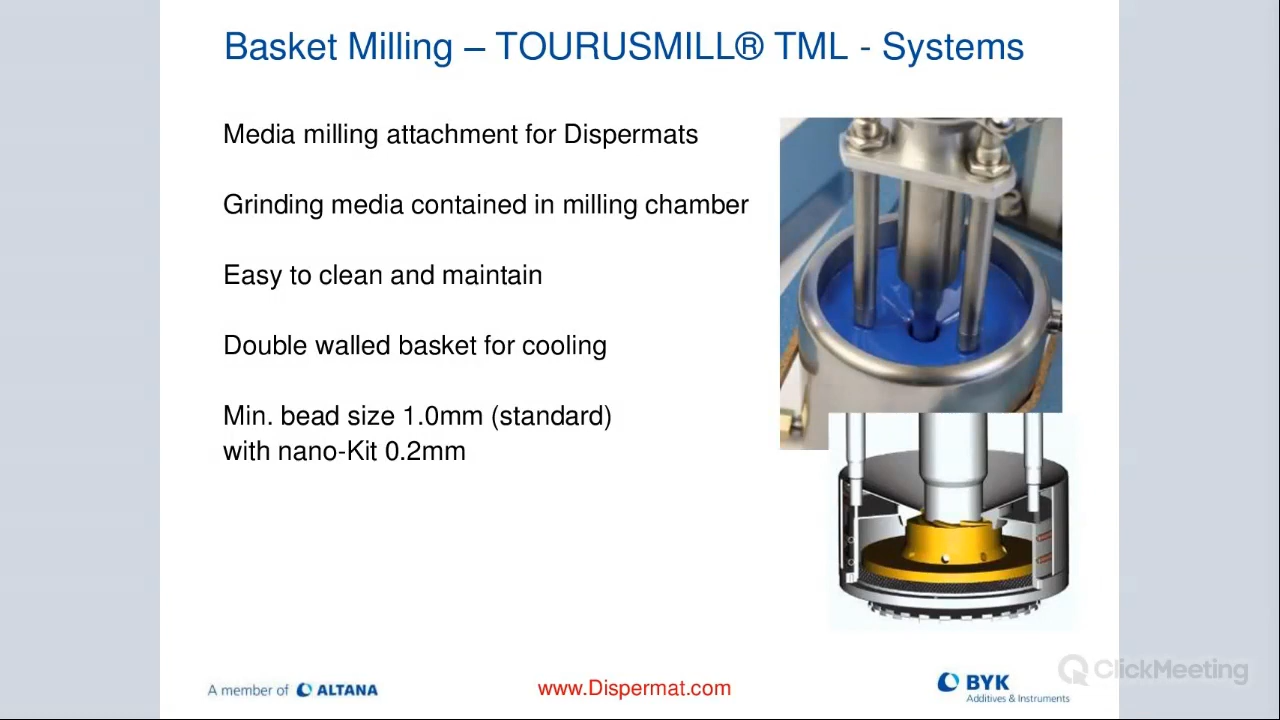 Basket Milling – TOURUSMILL® TML - Systems
Media milling attachment for Dispermats
Grinding media contained in milling chamber
Easy to clean and maintain
Double walled basket for cooling
Min. bead size 1.0mm (standard)
with nano-Kit 0.2mm
A member of ALTANA
www.Dispermat.com
BYK
Additives & Instruments
ClickMeeting